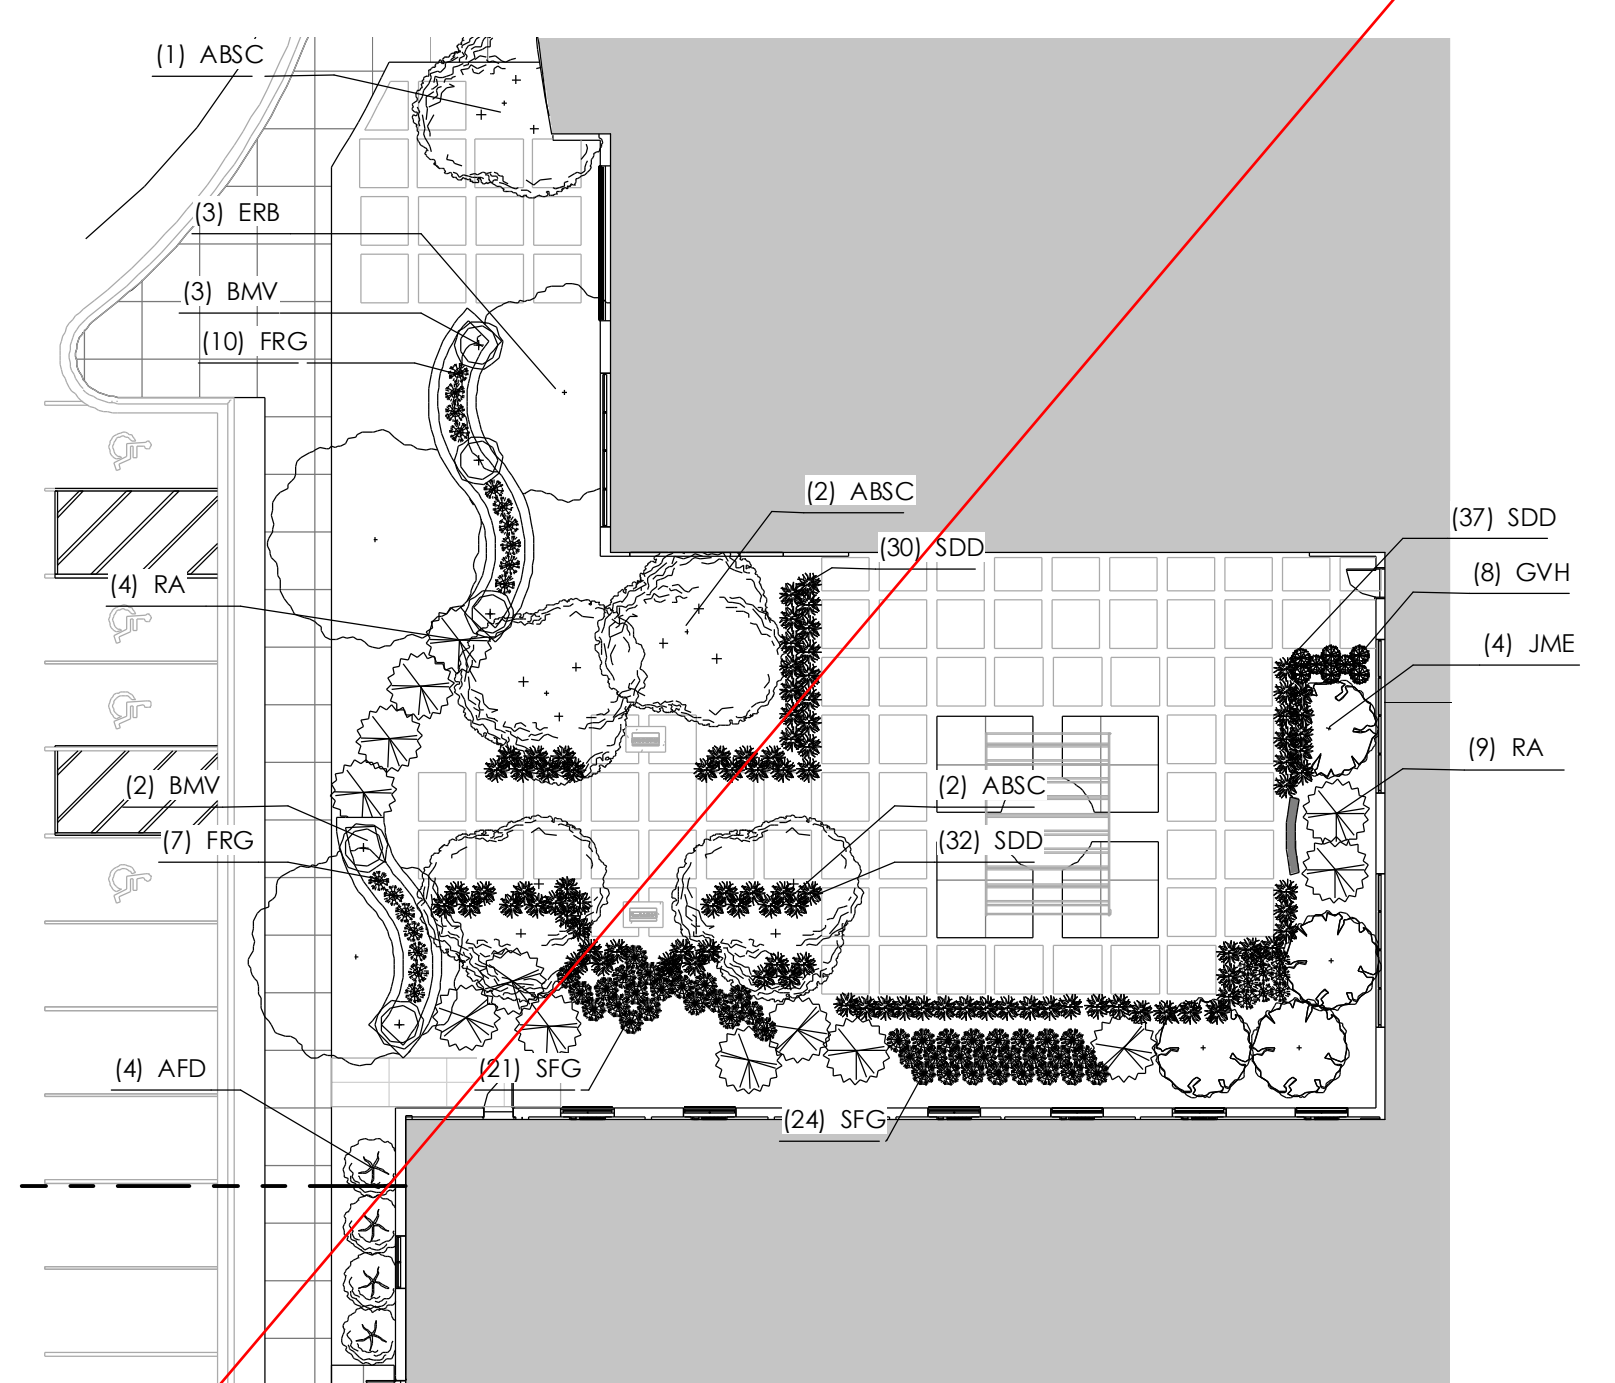 (1) ABSC
(3) ERB
(3) BMV
(10) FRG
(2) ABSC
(37) SDD
(30) SDD
(8) GVH
(4) RA
(4) JME
(9) RA
(2) BMV
(2) ABSC
(7) FRG
(32) SDD
(4) AFD
(21) SFG
(24) SFG